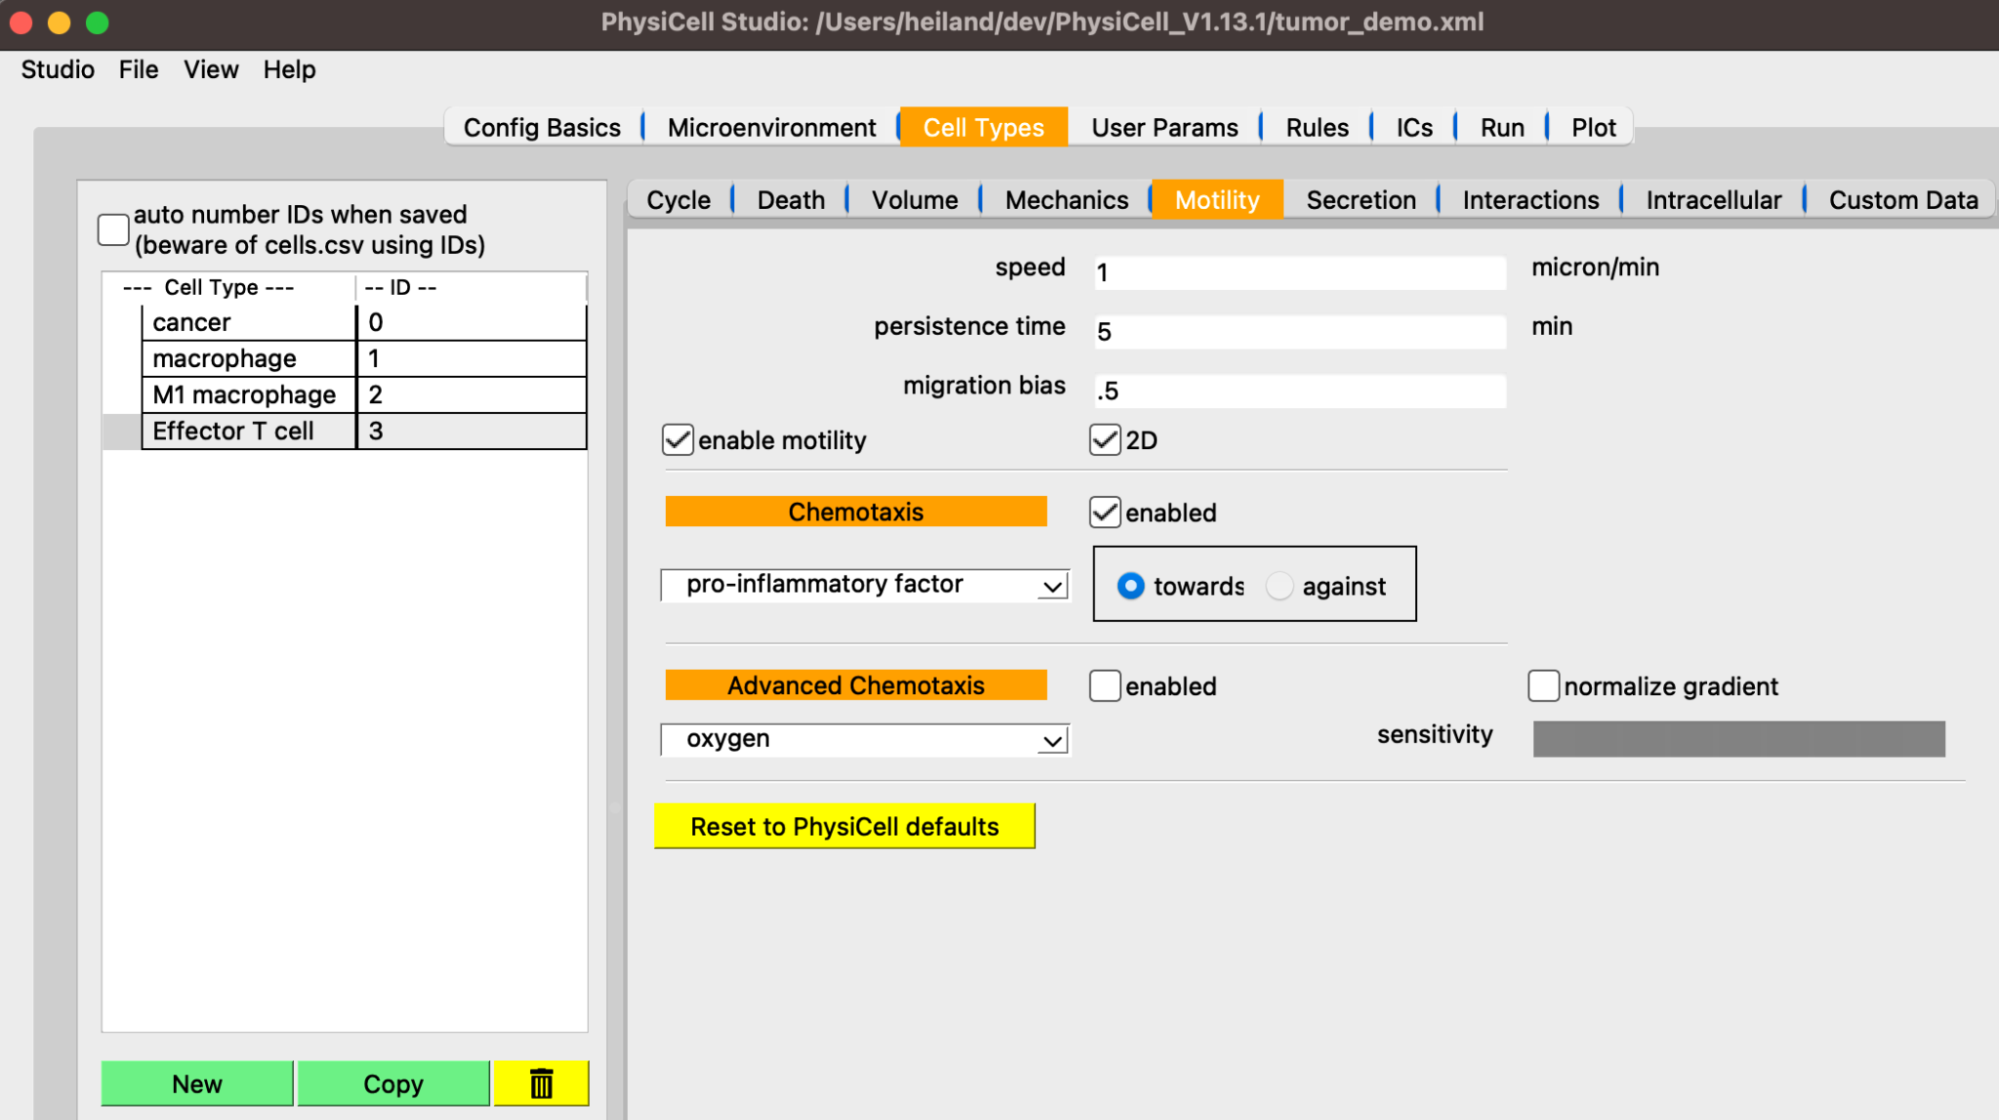 PhysiCell Studio: /Users/heiland/dev/PhysiCell_V1.13.1/tumor_demo.xml
Studio File View Help
Config Basics Microenvironment Cell Types User Params Rules ICs Run Plot
auto number IDs when saved
(beware of cells.csv using IDs)
--- Cell Type --- -- ID --
cancer 0
macrophage 1
M1 macrophage 2
Effector T cell 3
New Copy
Cycle Death Volume Mechanics Motility Secretion Interactions Intracellular Custom Data
speed 1 micron/min
persistence time 5 min
migration bias .5
enable motility 2D
Chemotaxis enabled
pro-inflammatory factor towards against
Advanced Chemotaxis enabled normalize gradient
oxygen sensitivity
Reset to PhysiCell defaults